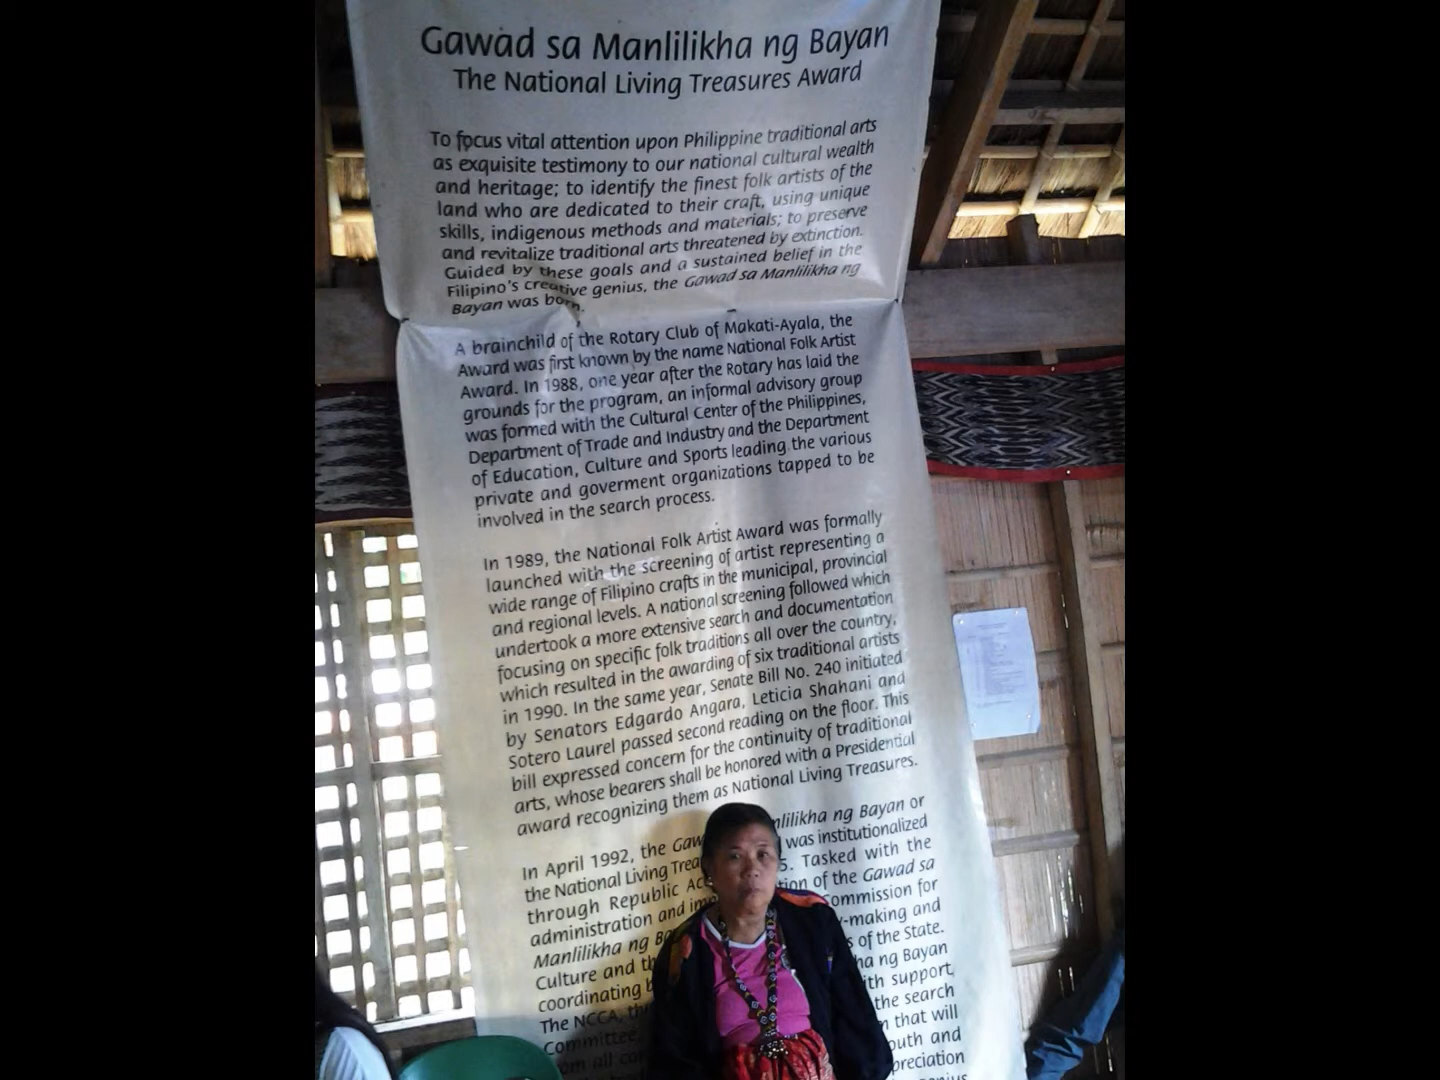 Gawad sa Manlilikha ng Bayan
The National Living Treasures Award
To focus vital attention upon Philippine traditional arts
as exquisite testimony to our national cultural wealth
and heritage; to identify the finest folk artists of the
land who are dedicated to their craft, using unique
skills, indigenous methods and materials; to preserve
and revitalize traditional arts threatened by extinction.
Guided by these goals and a sustained belief in the
Filipino's creative genius, the Gawad sa Manlilikha ng
Bayan was born.
A brainchild of the Rotary Club of Makati-Ayala, the
Award was first known by the name National Folk Artist
Award. In 1988, one year after the Rotary has laid the
grounds for the program, an informal advisory group
was formed with the Cultural Center of the Philippines,
Department of Trade and Industry and the Department
of Education, Culture and Sports leading the various
private and goverment organizations tapped to be
involved in the search process.
In 1989, the National Folk Artist Award was formally
launched with the screening of artist representing a
wide range of Filipino crafts in the municipal, provincial
and regional levels. A national screening followed which
undertook a more extensive search and documentation
focusing on specific folk traditions all over the country,
which resulted in the awarding of six traditional artists
in 1990. In the same year, Senate Bill No. 240 initiated
by Senators Edgardo Angara, Leticia Shahani and
Sotero Laurel passed second reading on the floor. This
bill expressed concern for the continuity of traditional
arts, whose bearers shall be honored with a Presidential
award recognizing them as National Living Treasures.
In April 1992, the ng Bayan or
the National Living was institutionalized
through Republic Tasked with the
administration and of the Gawad sa
Manlilikha ng for
Culture and and
coordinating of the State.
The NCCA, ng Bayan
Committee, support,
the search
that will
and